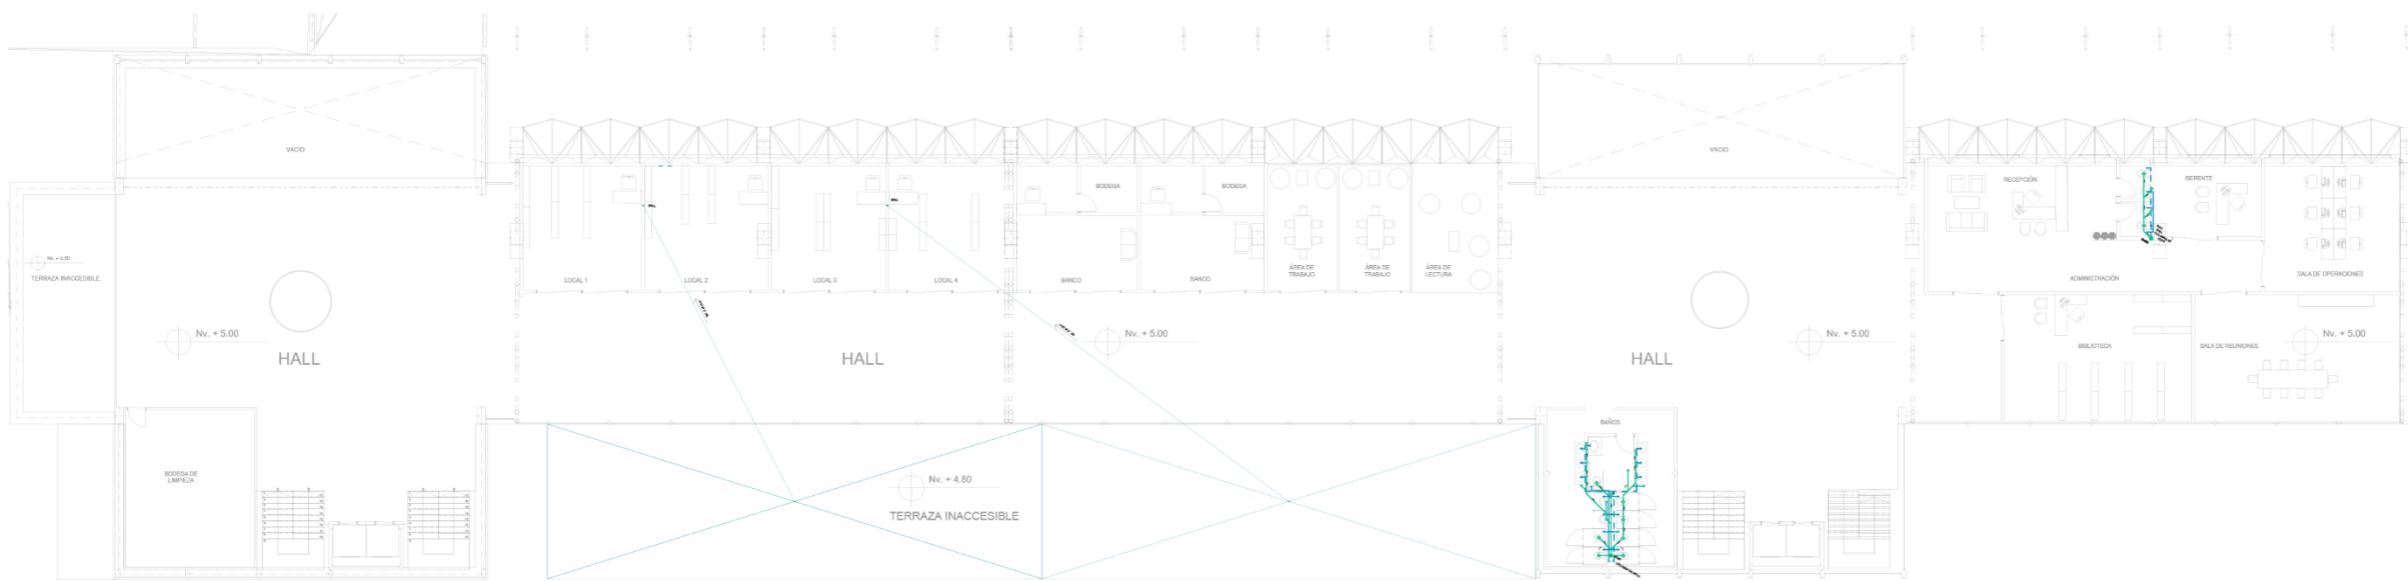 VACIO
VACIO
BODEGA
BODEGA
RECEPCIÓN
GERENTE
Nv. + 4.80
TERRAZA INACCESIBLE
LOCAL 1
LOCAL 2
LOCAL 3
LOCAL 4
BANCO
BANCO
ÁREA DE
TRABAJO
ÁREA DE
TRABAJO
ÁREA DE
LECTURA
ADMINISTRACIÓN
SALA DE OPERACIONES
Nv. + 5.00
HALL
HALL
Nv. + 5.00
HALL
Nv. + 5.00
BIBLIOTECA
SALA DE REUNIONES
Nv. + 5.00
BAÑOS
BODEGA DE
LIMPIEZA
Nv. + 4.80
TERRAZA INACCESIBLE